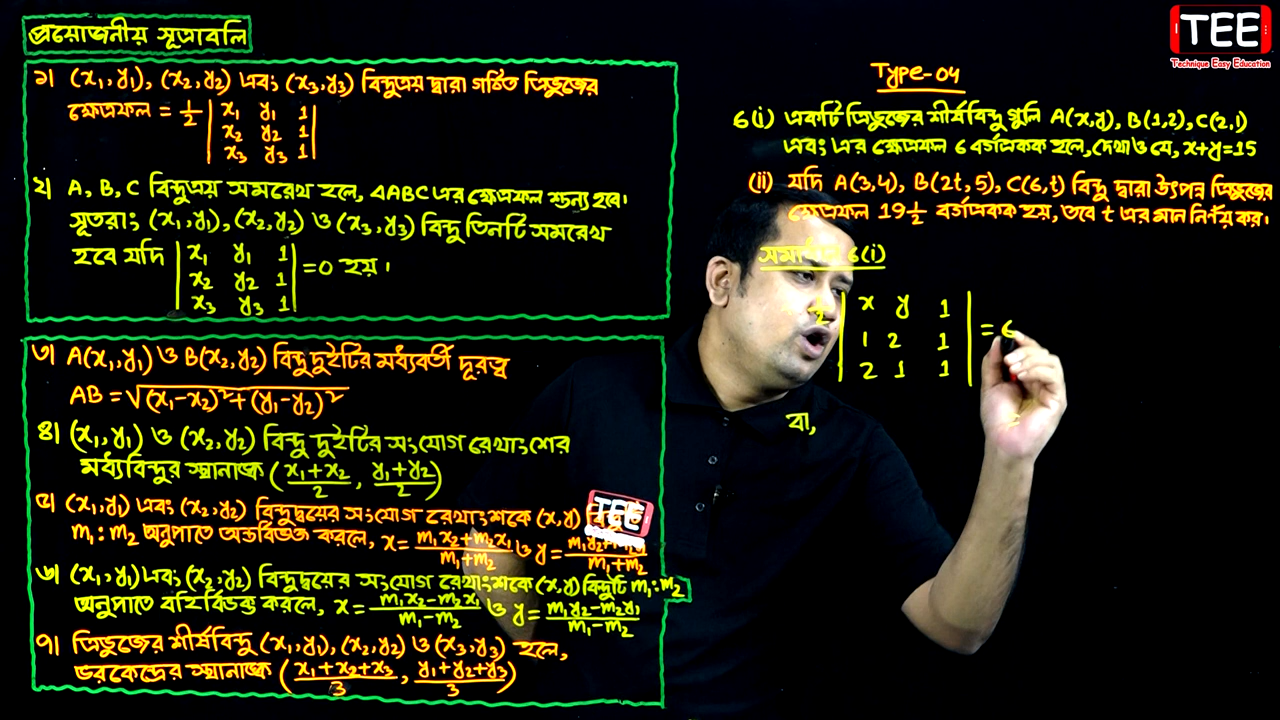 প্রয়োজনীয় সূত্রাবলি
১। (x₁, y₁), (x₂, y₂) এবং (x₃, y₃) বিন্দুত্রয় দ্বারা গঠিত ত্রিভুজের
ক্ষেত্রফল = 1/2 | x₁ y₁ 1 |
x₂ y₂ 1
x₃ y₃ 1
২। A, B, C বিন্দুত্রয় সমরেখ হলে, ΔABC এর ক্ষেত্রফল শূন্য হবে।
সুতরাং (x₁, y₁), (x₂, y₂) ও (x₃, y₃) বিন্দু তিনটি সমরেখ
হবে যদি | x₁ y₁ 1 |
x₂ y₂ 1 = 0 হয়।
x₃ y₃ 1
৩। A(x₁, y₁) ও B(x₂, y₂) বিন্দু দুইটির মধ্যবর্তী দূরত্ব
AB = √(x₁-x₂)²+(y₁-y₂)²
৪। (x₁, y₁) ও (x₂, y₂) বিন্দু দুইটির সংযোগ রেখাংশের
মধ্যবিন্দুর স্থানাঙ্ক (x₁+x₂/2, y₁+y₂/2)
৫। (x₁, y₁) এবং (x₂, y₂) বিন্দুদ্বয়ের সংযোগ রেখাংশকে (x, y)
m₁:m₂ অনুপাতে অন্তর্বিভক্ত করলে, x = m₁x₂+m₂x₁/m₁+m₂ ও y = /m₁+m₂
৬। (x₁, y₁) এবং (x₂, y₂) বিন্দুদ্বয়ের সংযোগ রেখাংশকে (x, y) বিন্দুটি m₁:m₂
অনুপাতে বহির্বিভক্ত করলে, x = m₁x₂-m₂x₁/m₁-m₂ ও y = m₁y₂-m₂y₁/m₁-m₂
৭। ত্রিভুজের শীর্ষবিন্দু (x₁, y₁), (x₂, y₂) ও (x₃, y₃) হলে,
ভরকেন্দ্রের স্থানাঙ্ক (x₁+x₂+x₃/3, y₁+y₂+y₃/3)
TEE
TEE
Technique Easy Education
Type-04
6(i) একটি ত্রিভুজের শীর্ষবিন্দু গুলি A(x,y), B(1,2), C(2,1)
এবং এর ক্ষেত্রফল 6 বর্গএকক হলে, দেখাও যে, x+y=15
(ii) যদি A(3,4), B(2t,5), C(6,t) বিন্দু দ্বারা উৎপন্ন ত্রিভুজের
ক্ষেত্রফল 19 1/2 বর্গএকক হয়, তবে t এর মান নির্ণয় কর।
সমাধান 6(i)
x y 1
1 2 1 = 6
2 1 1
বা,